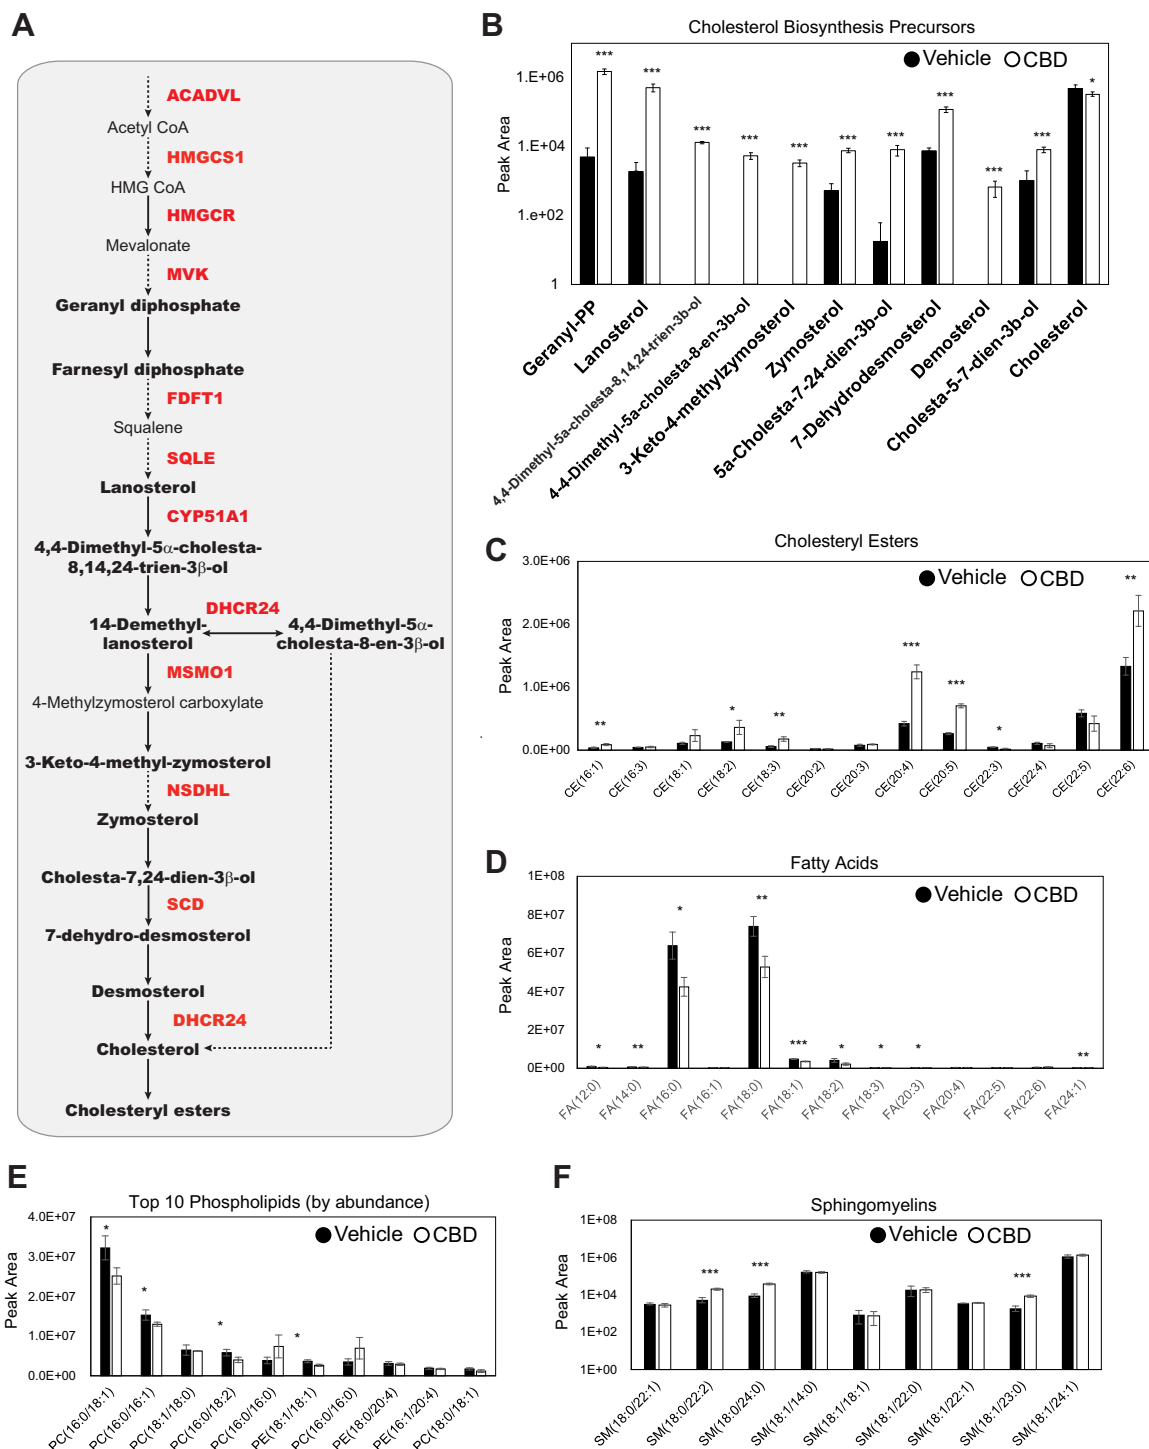 A
ACADVL
Acetyl CoA
HMGCS1
HMG CoA
HMGCR
Mevalonate
MVK
Geranyl diphosphate
Farnesyl diphosphate
FDFT1
Squalene
SQLE
Lanosterol
CYP51A1
4,4-Dimethyl-5α-cholesta-
8,14,24-trien-3β-ol
DHCR24
14-Demethyl-
lanosterol
4,4-Dimethyl-5α-
cholesta-8-en-3β-ol
MSMO1
4-Methylzymosterol carboxylate
3-Keto-4-methyl-zymosterol
NSDHL
Zymosterol
Cholesta-7,24-dien-3β-ol
SCD
7-dehydro-desmosterol
Desmosterol
DHCR24
Cholesterol
Cholesteryl esters
B
Cholesterol Biosynthesis Precursors
Vehicle CBD
Peak Area
1.E+06
1.E+04
1.e+02
1
*** *** *** *** *** *** *** *** *** *** *
Geranyl-PP
Lanosterol
4,4-Dimethyl-5a-cholesta-8,14,24-trien-3b-ol
4-4-Dimethyl-5a-cholesta-8-en-3b-ol
3-Keto-4-methylzymosterol
Zymosterol
5a-Cholesta-7-24-dien-3b-ol
7-Dehydrodesmosterol
Demosterol
Cholesta-5-7-dien-3b-ol
Cholesterol
C
Cholesteryl Esters
Vehicle CBD
Peak Area
3.0E+06
2.0E+06
1.0E+06
0.0E+00
** * ** *** *** * **
CE(16:1)
CE(16:3)
CE(18:1)
CE(18:2)
CE(18:3)
CE(20:2)
CE(20:3)
CE(20:4)
CE(20:5)
CE(22:3)
CE(22:4)
CE(22:5)
CE(22:6)
D
Fatty Acids
Vehicle CBD
Peak Area
1E+08
8E+07
6E+07
4E+07
2E+07
0E+00
* ** * ** *** * * * **
FA(12:0)
FA(14:0)
FA(16:0)
FA(16:1)
FA(18:0)
FA(18:1)
FA(18:2)
FA(18:3)
FA(20:3)
FA(20:4)
FA(22:5)
FA(22:6)
FA(24:1)
E
Top 10 Phospholipids (by abundance)
Vehicle CBD
Peak Area
4.0E+07
3.0E+07
2.0E+07
1.0E+07
0.0E+00
* * * *
PC(16:0/18:1)
PC(16:0/16:1)
PC(18:1/18:0)
PC(16:0/18:2)
PC(16:0/16:0)
PE(18:1/18:1)
PC(16:0/16:0)
PE(18:0/20:4)
PE(16:1/20:4)
PC(18:0/18:1)
F
Sphingomyelins
Vehicle CBD
Peak Area
1E+08
1E+06
1E+04
1E+02
1E+00
*** *** ***
SM(18:0/22:1)
SM(18:0/22:2)
SM(18:0/24:0)
SM(18:1/14:0)
SM(18:1/18:1)
SM(18:1/22:0)
SM(18:1/22:1)
SM(18:1/23:0)
SM(18:1/24:1)